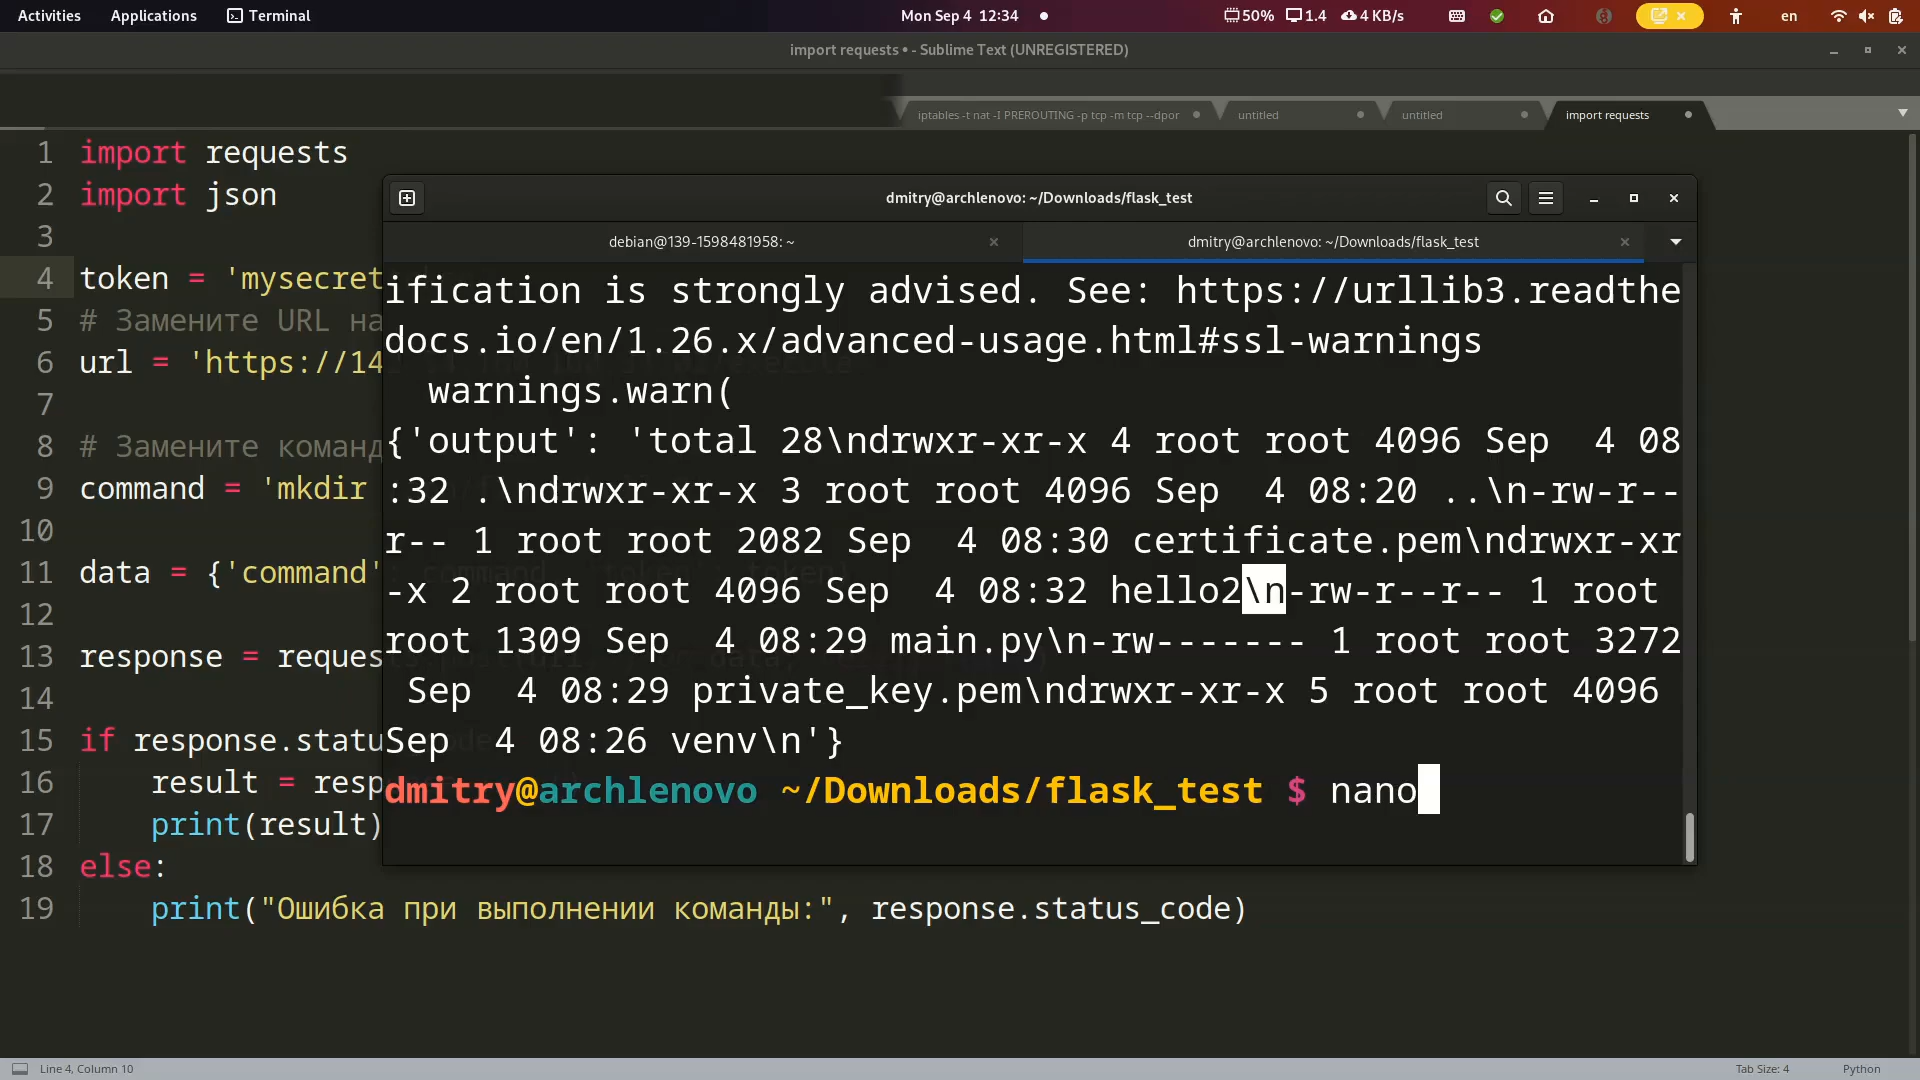 Activities Applications Terminal Mon Sep 4 12:34 50% 1.4 4 KB/s en
import requests • - Sublime Text (UNREGISTERED)
iptables -t nat -I PREROUTING -p tcp -m tcp --dpor untitled untitled import requests
1 import requests
2 import json
3
4 token = 'mysecret
5 # Замените URL на
6 url = 'https://14
7
8 # Замените команд
9 command = 'mkdir
10
11 data = {'command'
12
13 response = reques
14
15 if response.statu
16 result = resp
17 print(result)
18 else:
19 print("Ошибка при выполнении команды:", response.status_code)
dmitry@archlenovo: ~/Downloads/flask_test
debian@139-1598481958: ~ dmitry@archlenovo: ~/Downloads/flask_test
ification is strongly advised. See: https://urllib3.readthe
docs.io/en/1.26.x/advanced-usage.html#ssl-warnings
warnings.warn(
{'output': 'total 28\ndrwxr-xr-x 4 root root 4096 Sep  4 08
:32 .\ndrwxr-xr-x 3 root root 4096 Sep  4 08:20 ..\n-rw-r--
r-- 1 root root 2082 Sep  4 08:30 certificate.pem\ndrwxr-xr
-x 2 root root 4096 Sep  4 08:32 hello2\n-rw-r--r-- 1 root
root 1309 Sep  4 08:29 main.py\n-rw------- 1 root root 3272
Sep  4 08:29 private_key.pem\ndrwxr-xr-x 5 root root 4096
Sep  4 08:26 venv\n'}
dmitry@archlenovo ~/Downloads/flask_test $ nano
Line 4, Column 10 Tab Size: 4 Python